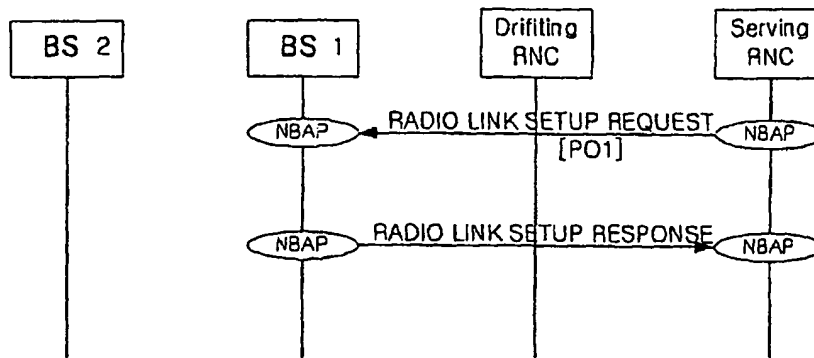 BS 2
BS 1
Drifiting
RNC
Serving
RNC
NBAP
RADIO LINK SETUP REQUEST
[PO1]
NBAP
NBAP
RADIO LINK SETUP RESPONSE
NBAP